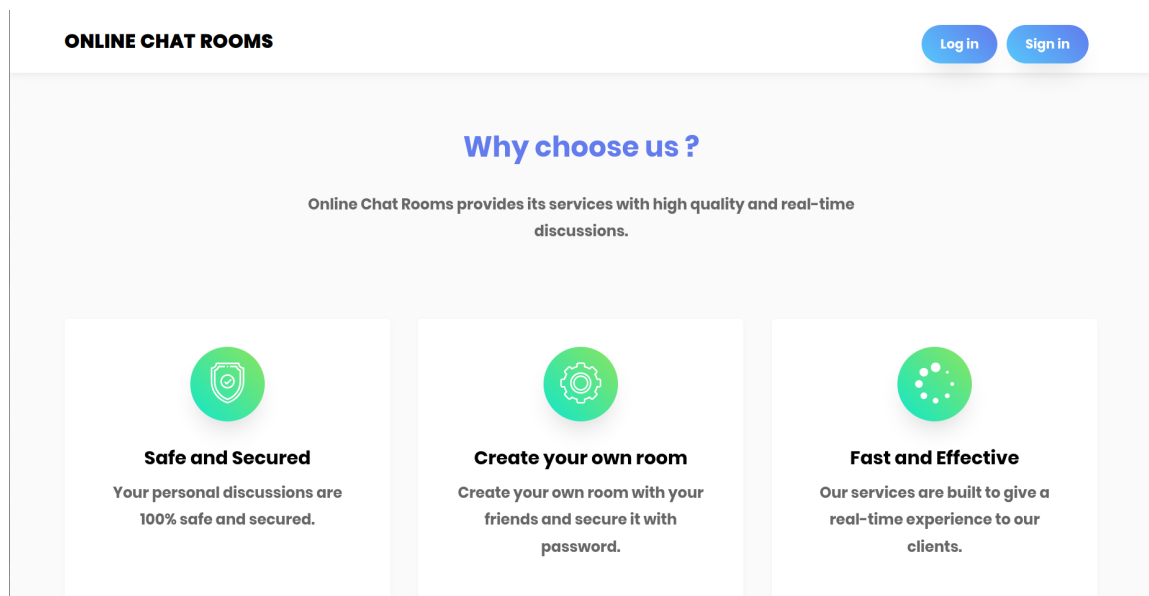 ONLINE CHAT ROOMS
Log in
Sign in
Why choose us ?
Online Chat Rooms provides its services with high quality and real-time
discussions.
Safe and Secured
Your personal discussions are
100% safe and secured.
Create your own room
Create your own room with your
friends and secure it with
password.
Fast and Effective
Our services are built to give a
real-time experience to our
clients.